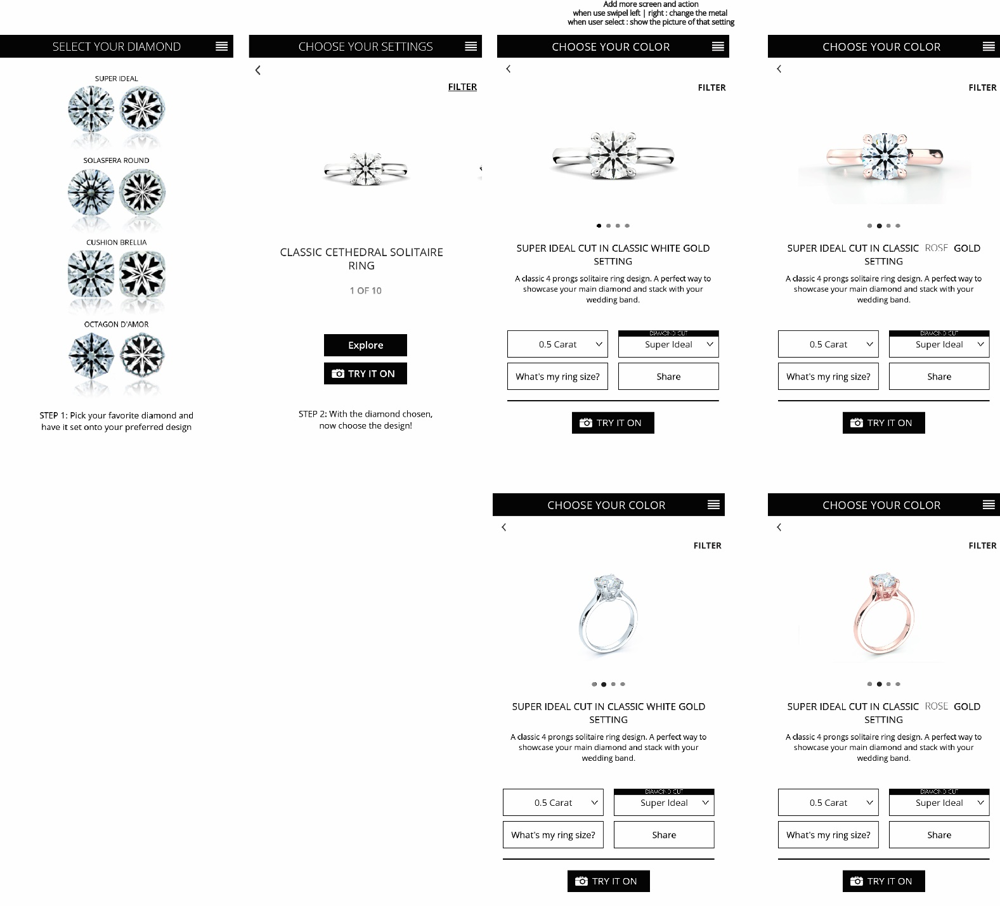 Add more screen and action
when use swipel left | right : change the metal
when user select : show the picture of that setting
SELECT YOUR DIAMOND
SUPER IDEAL
SOLASFERA ROUND
CUSHION BRELLIA
OCTAGON D'AMOR
STEP 1: Pick your favorite diamond and
have it set onto your preferred design
CHOOSE YOUR SETTINGS
FILTER
CLASSIC CETHEDRAL SOLITAIRE
RING
1 OF 10
Explore
TRY IT ON
STEP 2: With the diamond chosen,
now choose the design!
CHOOSE YOUR COLOR
FILTER
SUPER IDEAL CUT IN CLASSIC WHITE GOLD
SETTING
A classic 4 prongs solitaire ring design. A perfect way to
showcase your main diamond and stack with your
wedding band.
0.5 Carat
DIAMOND CUT
Super Ideal
What's my ring size?
Share
TRY IT ON
CHOOSE YOUR COLOR
FILTER
SUPER IDEAL CUT IN CLASSIC ROSE GOLD
SETTING
A classic 4 prongs solitaire ring design. A perfect way to
showcase your main diamond and stack with your
wedding band.
0.5 Carat
DIAMOND CUT
Super Ideal
What's my ring size?
Share
TRY IT ON
CHOOSE YOUR COLOR
FILTER
SUPER IDEAL CUT IN CLASSIC WHITE GOLD
SETTING
A classic 4 prongs solitaire ring design. A perfect way to
showcase your main diamond and stack with your
wedding band.
0.5 Carat
DIAMOND CUT
Super Ideal
What's my ring size?
Share
TRY IT ON
CHOOSE YOUR COLOR
FILTER
SUPER IDEAL CUT IN CLASSIC ROSE GOLD
SETTING
A classic 4 prongs solitaire ring design. A perfect way to
showcase your main diamond and stack with your
wedding band.
0.5 Carat
DIAMOND CUT
Super Ideal
What's my ring size?
Share
TRY IT ON